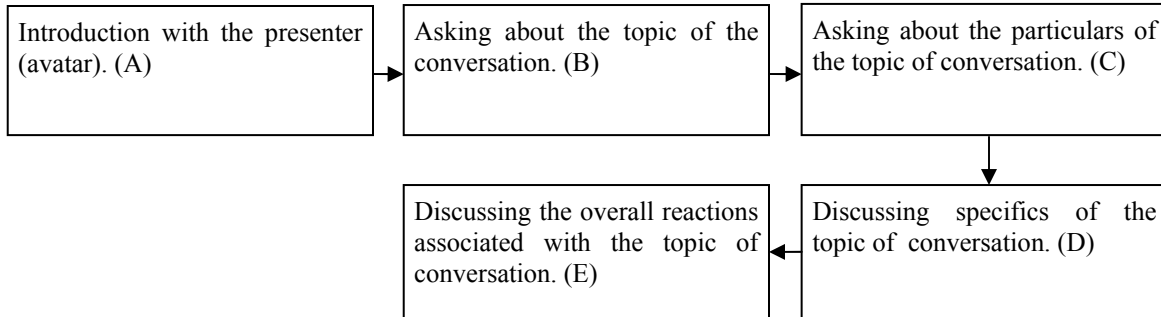 Introduction with the presenter
(avatar). (A)
Asking about the topic of the
conversation. (B)
Asking about the particulars of
the topic of conversation. (C)
Discussing specifics of the
topic of conversation. (D)
Discussing the overall reactions
associated with the topic of
conversation. (E)